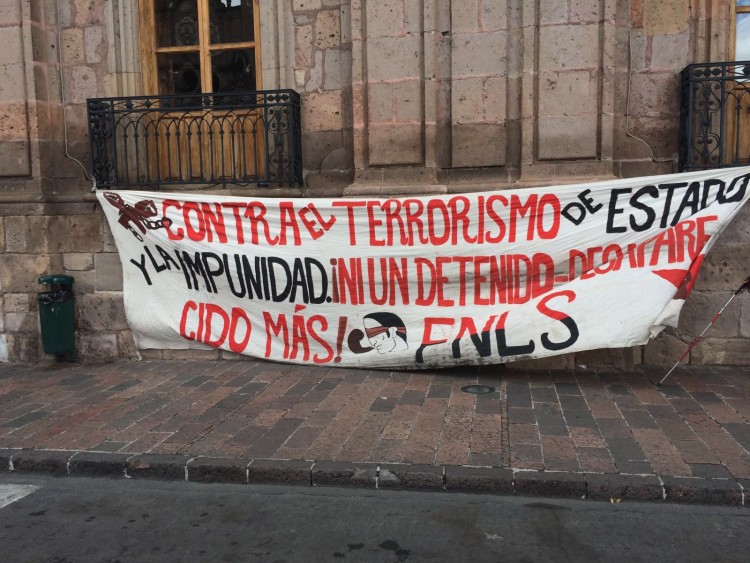 CONTRA EL TERRORISMO DE ESTADO
Y LA IMPUNIDAD. ¡NI UN DETENIDO-DESAPARE
CIDO MÁS! FNLS